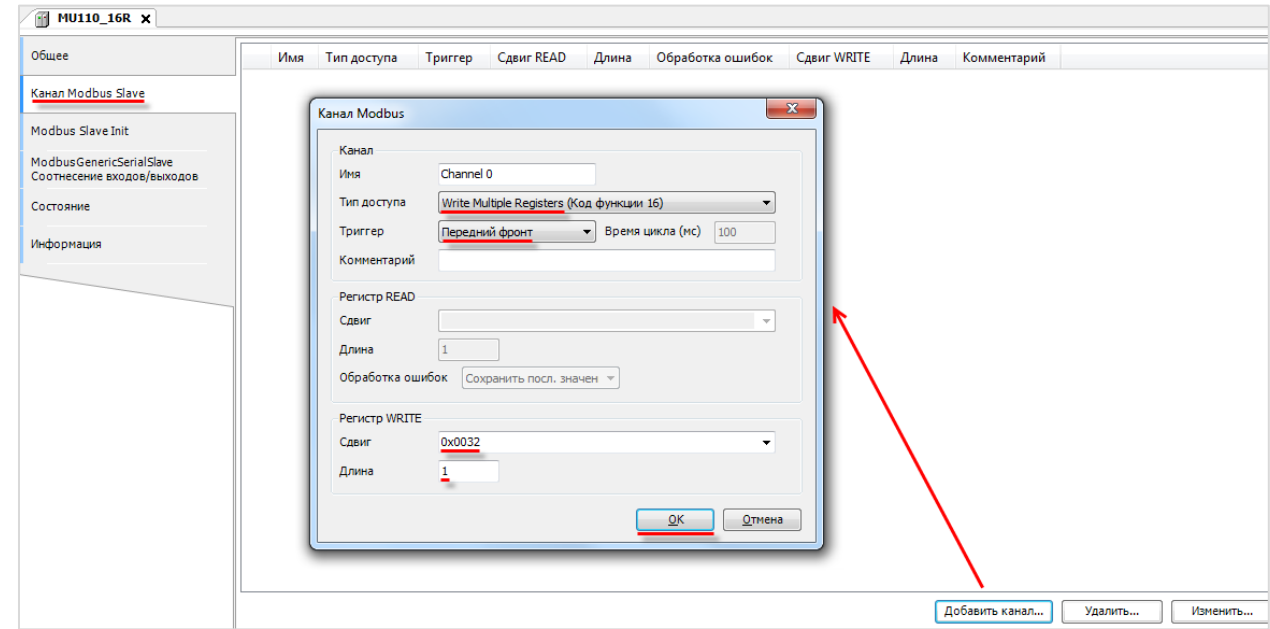 MU110_16R x
Общее
Канал Modbus Slave
Modbus Slave Init
ModbusGenericSerialSlave
Соотнесение входов/выходов
Состояние
Информация
Имя Тип доступа Триггер Сдвиг READ Длина Обработка ошибок Сдвиг WRITE Длина Комментарий
Канал Modbus
Канал
Имя Channel 0
Тип доступа Write Multiple Registers (Код функции 16)
Триггер Передний фронт Время цикла (мс) 100
Комментарий
Регистр READ
Сдвиг
Длина 1
Обработка ошибок Сохранить посл. значен
Регистр WRITE
Сдвиг 0x0032
Длина 1
OK Отмена
Добавить канал... Удалить... Изменить...